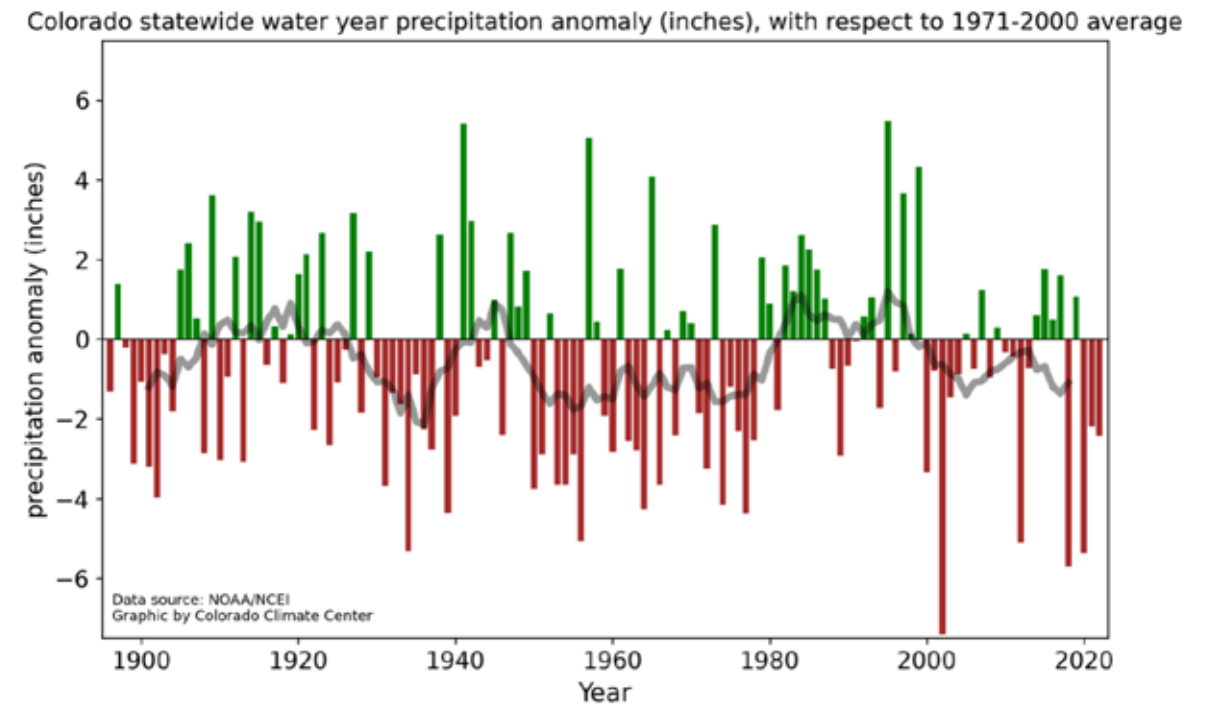 Colorado statewide water year precipitation anomaly (inches), with respect to 1971-2000 average
precipitation anomaly (inches)
6
4
2
0
−2
−4
−6
Data source: NOAA/NCEI
Graphic by Colorado Climate Center
1900 1920 1940 1960 1980 2000 2020
Year